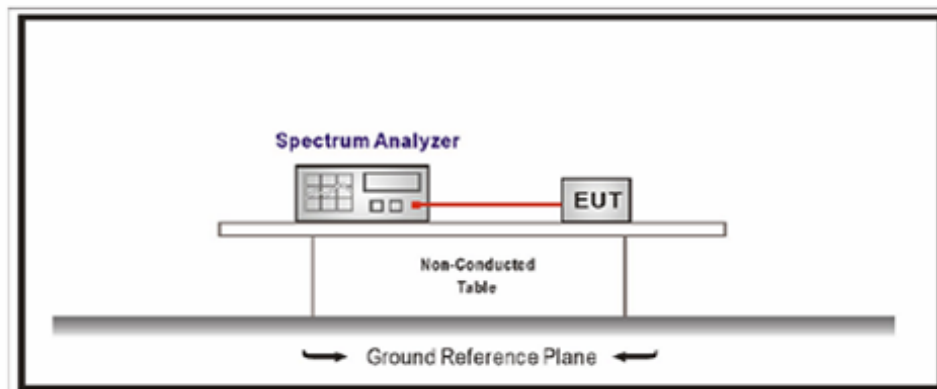 Spectrum Analyzer
EUT
Non-Conducted
Table
Ground Reference Plane